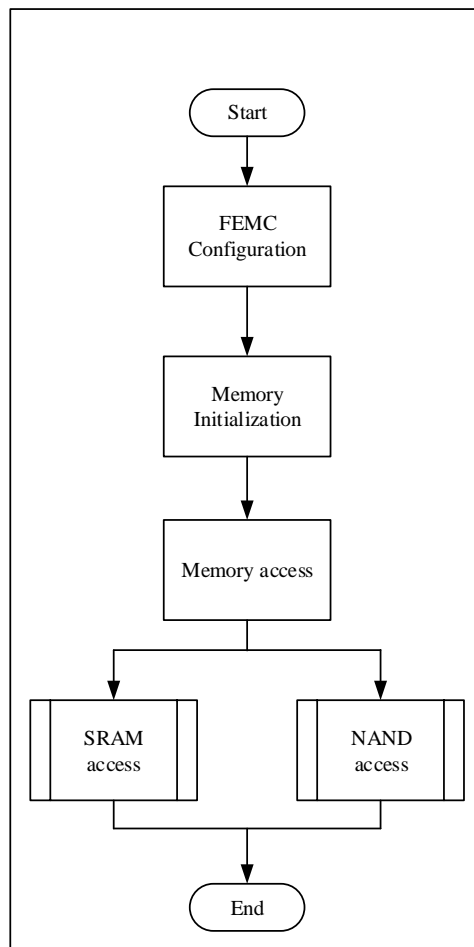 Start
FEMC
Configuration
Memory
Initialization
Memory access
SRAM
access
NAND
access
End